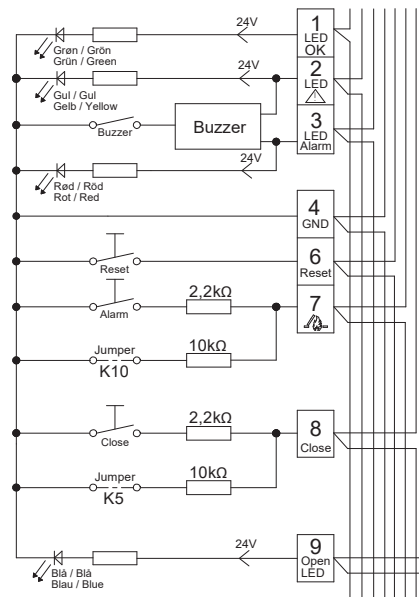 24V
1
LED
OK
Grøn / Grön
Grün / Green
24V
2
LED
Gul / Gul
Gelb / Yellow
Buzzer
Buzzer
3
LED
Alarm
24V
Rød / Röd
Rot / Red
4
GND
6
Reset
Reset
2,2kΩ
7
Alarm
Jumper
10kΩ
K10
2,2kΩ
8
Close
Close
Jumper
10kΩ
K5
24V
9
Open
LED
Blå / Blå
Blau / Blue